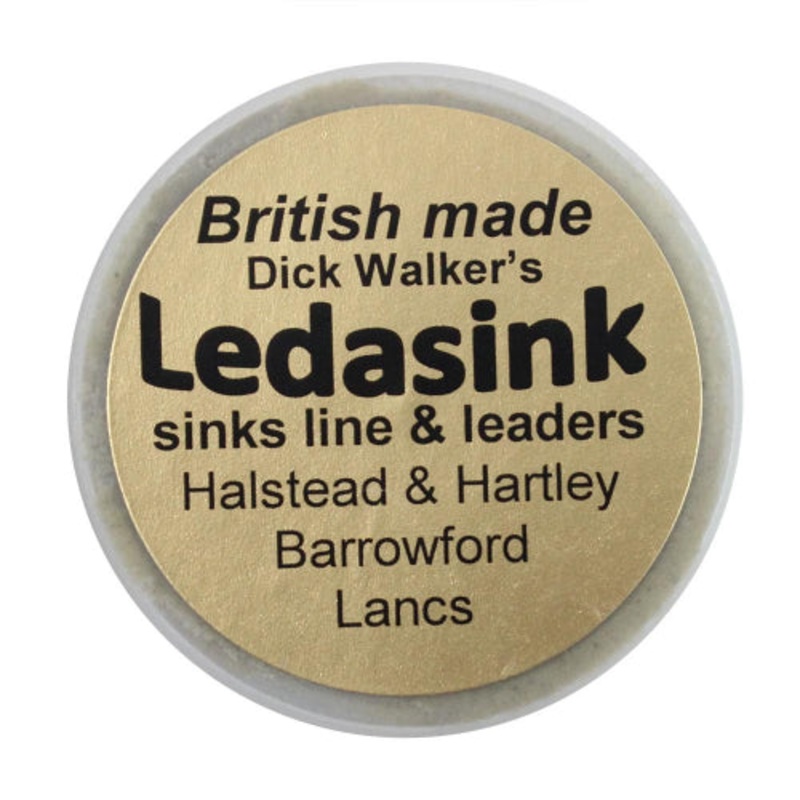 British made
Dick Walker's
Ledasink
sinks line & leaders
Halstead & Hartley
Barrowford
Lancs